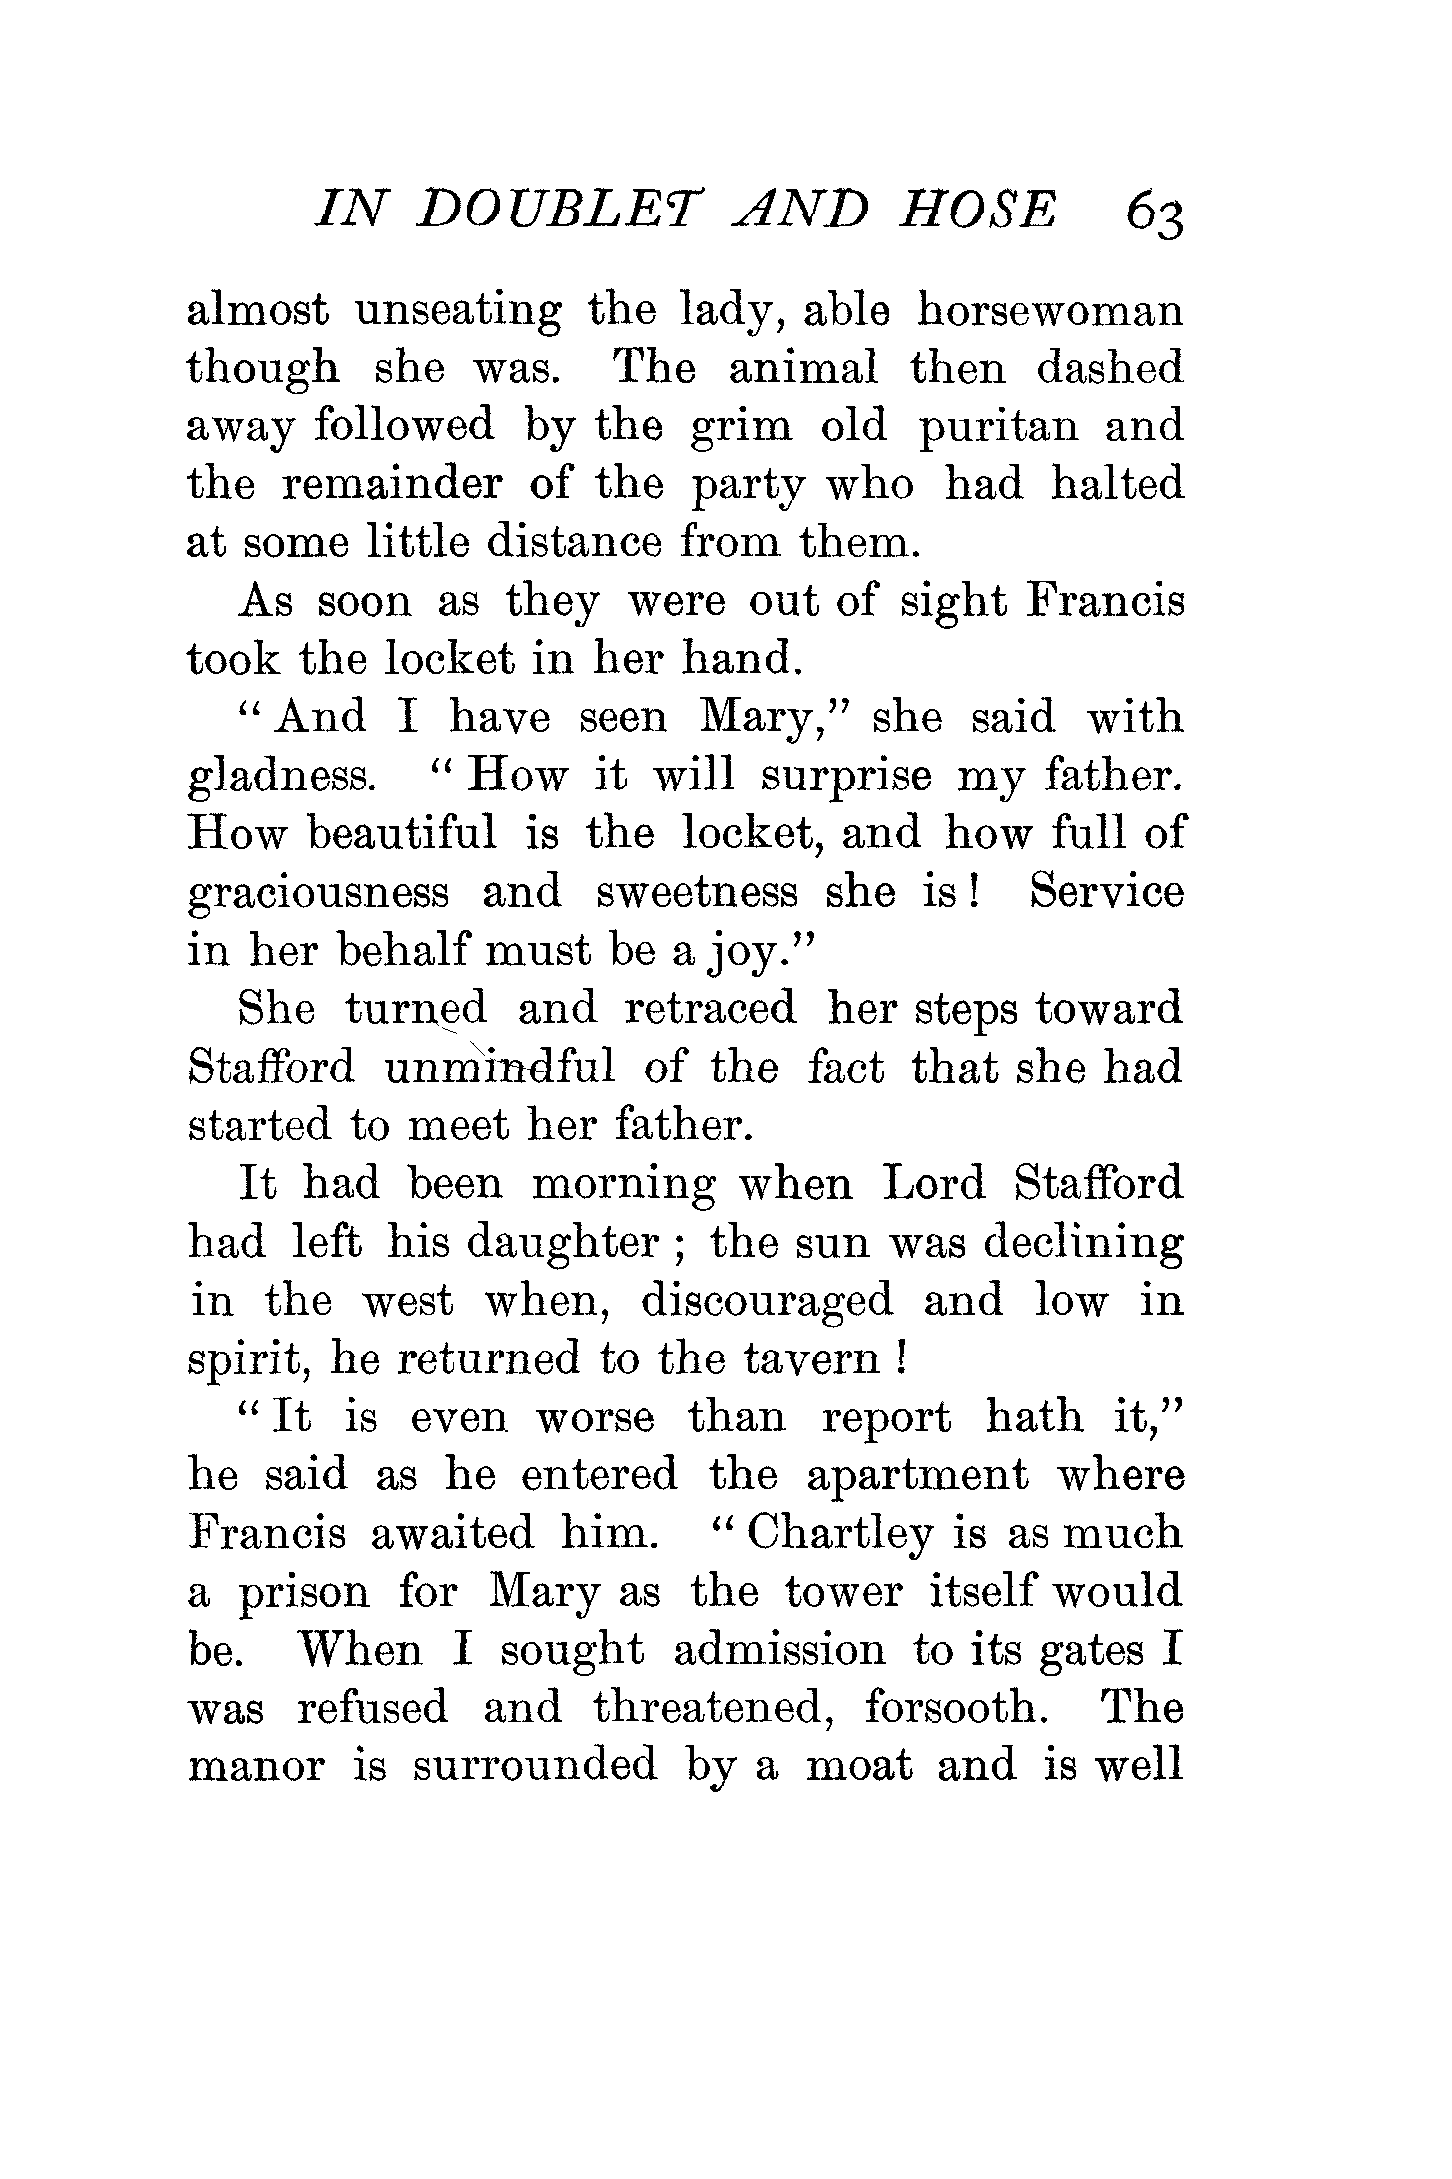 IN DOUBLET AND HOSE 63
almost unseating the lady, able horsewoman
though she was. The animal then dashed
away followed by the grim old puritan and
the remainder of the party who had halted
at some little distance from them.
As soon as they were out of sight Francis
took the locket in her hand.
“And I have seen Mary,” she said with
gladness. “How it will surprise my father.
How beautiful is the locket, and how full of
graciousness and sweetness she is! Service
in her behalf must be a joy.”
She turned and retraced her steps toward
Stafford unmindful of the fact that she had
started to meet her father.
It had been morning when Lord Stafford
had left his daughter; the sun was declining
in the west when, discouraged and low in
spirit, he returned to the tavern!
“It is even worse than report hath it,”
he said as he entered the apartment where
Francis awaited him. “Chartley is as much
a prison for Mary as the tower itself would
be. When I sought admission to its gates I
was refused and threatened, forsooth. The
manor is surrounded by a moat and is well